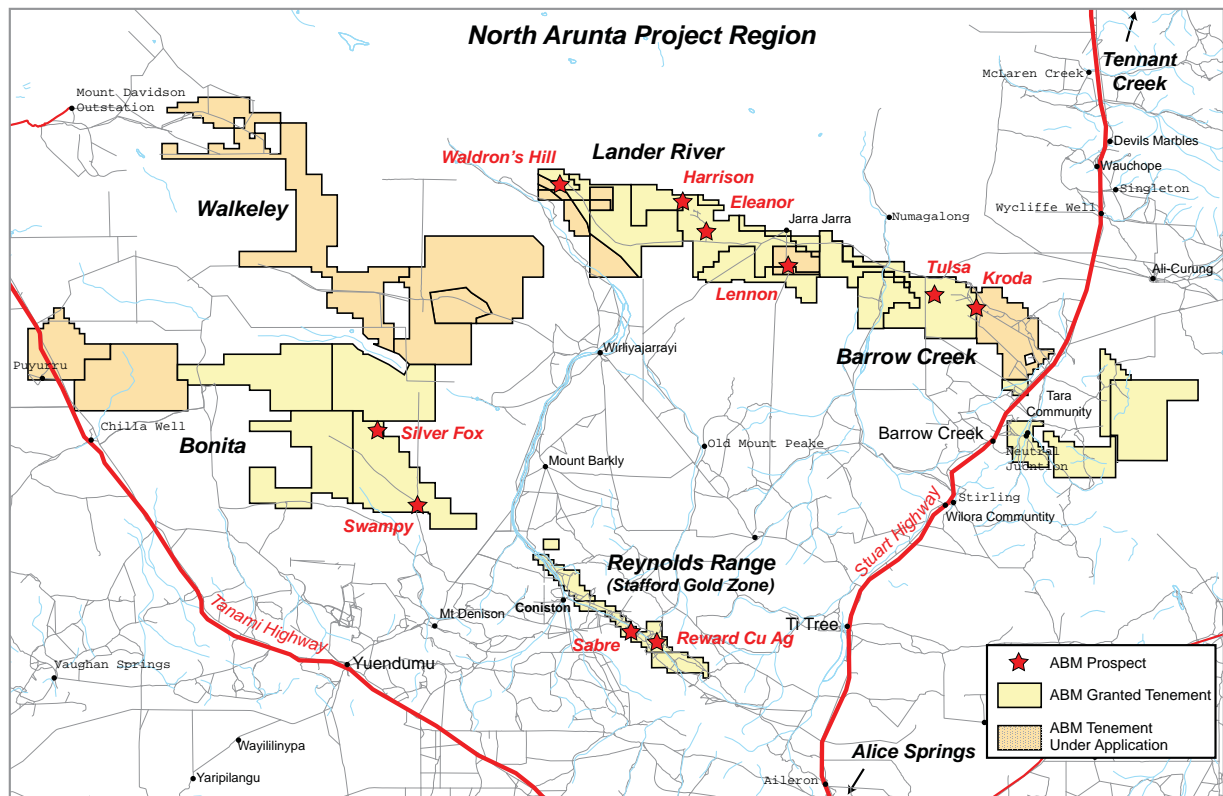 North Arunta Project Region
Tennant
Creek
McLaren Creek
Mount Davidson
Outstation
Devils Marbles
Waldron's Hill
Lander River
Wauchope
Harrison
Singleton
Walkeley
Eleanor
Wycliffe Well
Jarra Jarra
Numagalong
Ali-Curung
Tulsa
Kroda
Lennon
Wirliyajarrayi
Barrow Creek
Puyurru
Tara
Community
Chilla Well
Silver Fox
Bonita
Old Mount Peake
Barrow Creek
Neutral
Juontion
Mount Barkly
Stirling
Swampy
Wilora Communtity
Stuart Highway
Reynolds Range
(Stafford Gold Zone)
Coniston
Tanami Highway
Mt Denison
Ti Tree
Sabre
Reward Cu Ag
Vaughan Springs
Yuendumu
ABM Prospect
ABM Granted Tenement
ABM Tenement
Under Application
Wayililinypa
Alice Springs
Yaripilangu
Aileron